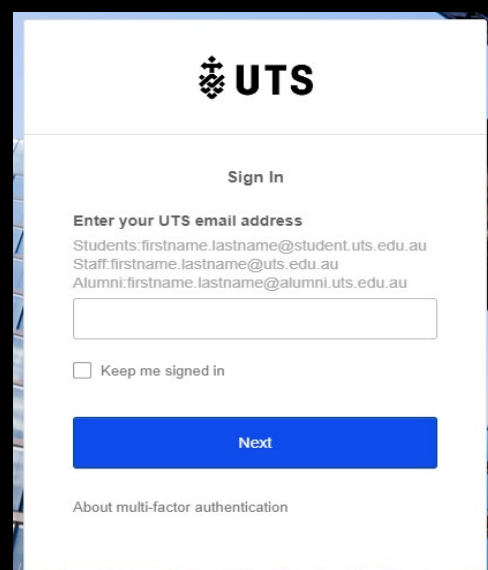 UTS
Sign In
Enter your UTS email address
Students:firstname.lastname@student.uts.edu.au
Staff:firstname.lastname@uts.edu.au
Alumni:firstname.lastname@alumni.uts.edu.au
Keep me signed in
Next
About multi-factor authentication